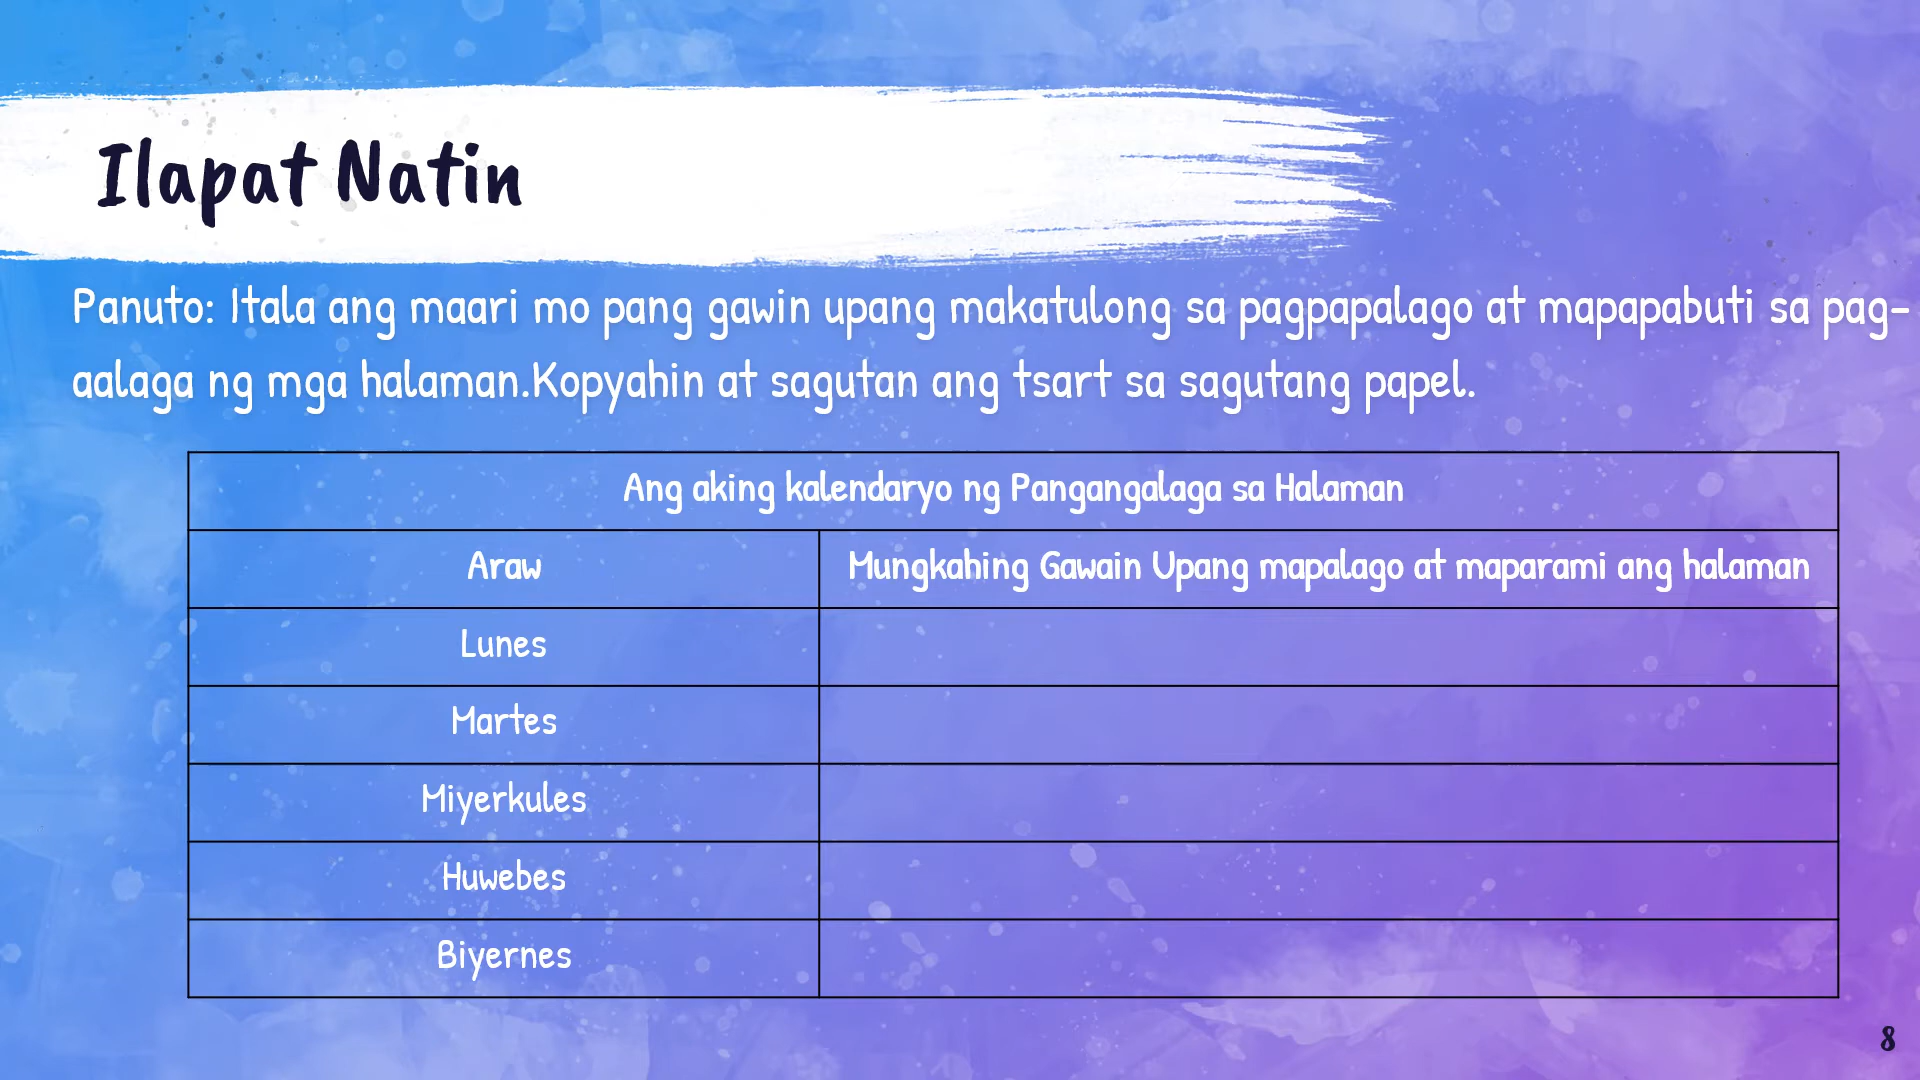 Ilapat Natin
Panuto: Itala ang maari mo pang gawin upang makatulong sa pagpapalago at mapapabuti sa pag-
aalaga ng mga halaman.Kopyahin at sagutan ang tsart sa sagutang papel.
Ang aking kalendaryo ng Pangangalaga sa Halaman
Araw Mungkahing Gawain Upang mapalago at maparami ang halaman
Lunes
Martes
Miyerkules
Huwebes
Biyernes
8